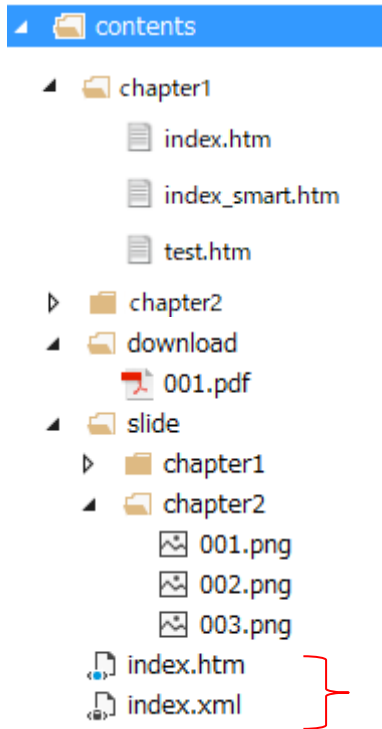 contents
chapter1
index.htm
index_smart.htm
test.htm
chapter2
download
001.pdf
slide
chapter1
chapter2
001.png
002.png
003.png
index.htm
index.xml